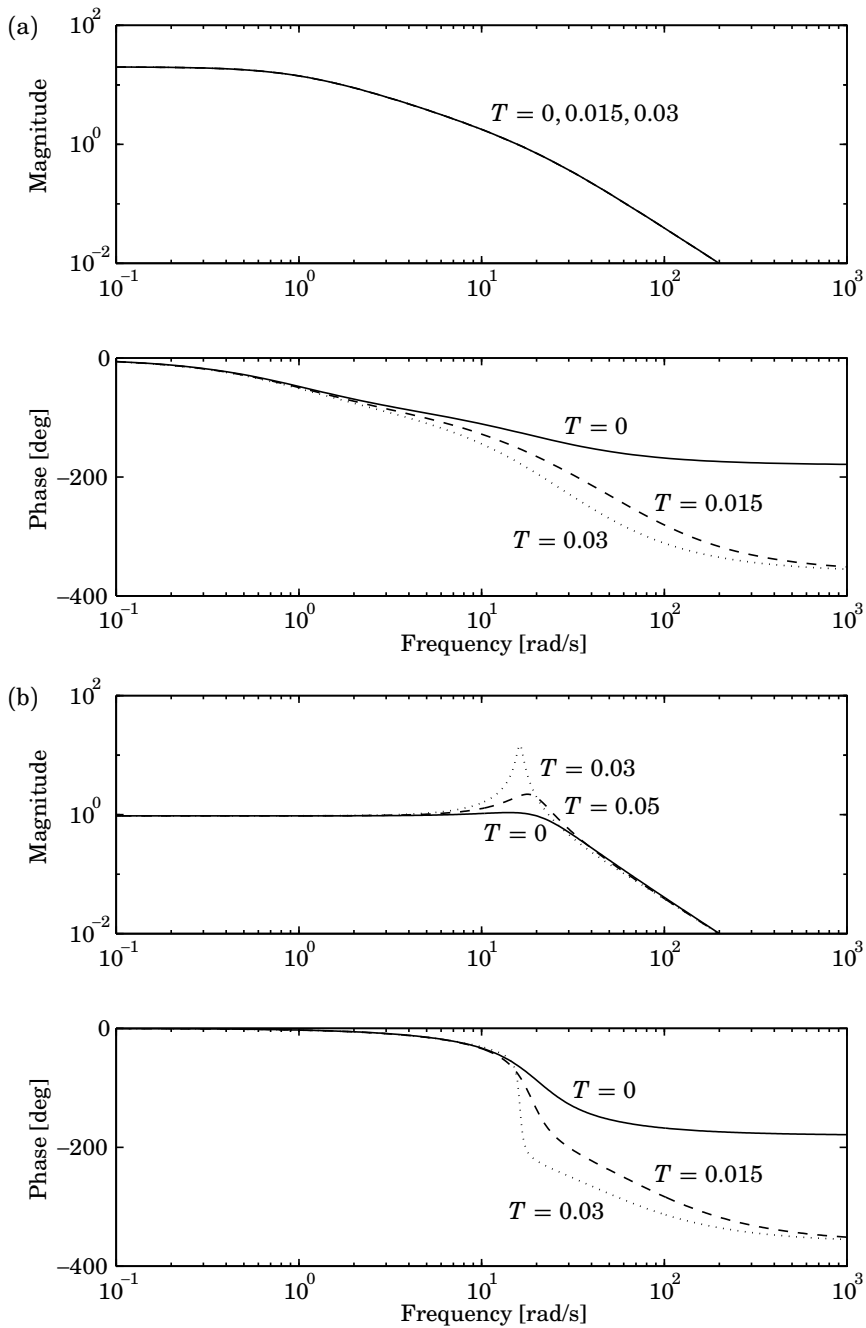 (a)
10^2
10^0
10^−2
Magnitude
T = 0, 0.015, 0.03
10^−1 10^0 10^1 10^2 10^3
0
−200
−400
Phase [deg]
T = 0
T = 0.015
T = 0.03
10^−1 10^0 10^1 10^2 10^3
Frequency [rad/s]
(b)
10^2
10^0
10^−2
Magnitude
T = 0.03
T = 0.05
T = 0
10^−1 10^0 10^1 10^2 10^3
0
−200
−400
Phase [deg]
T = 0
T = 0.015
T = 0.03
10^−1 10^0 10^1 10^2 10^3
Frequency [rad/s]